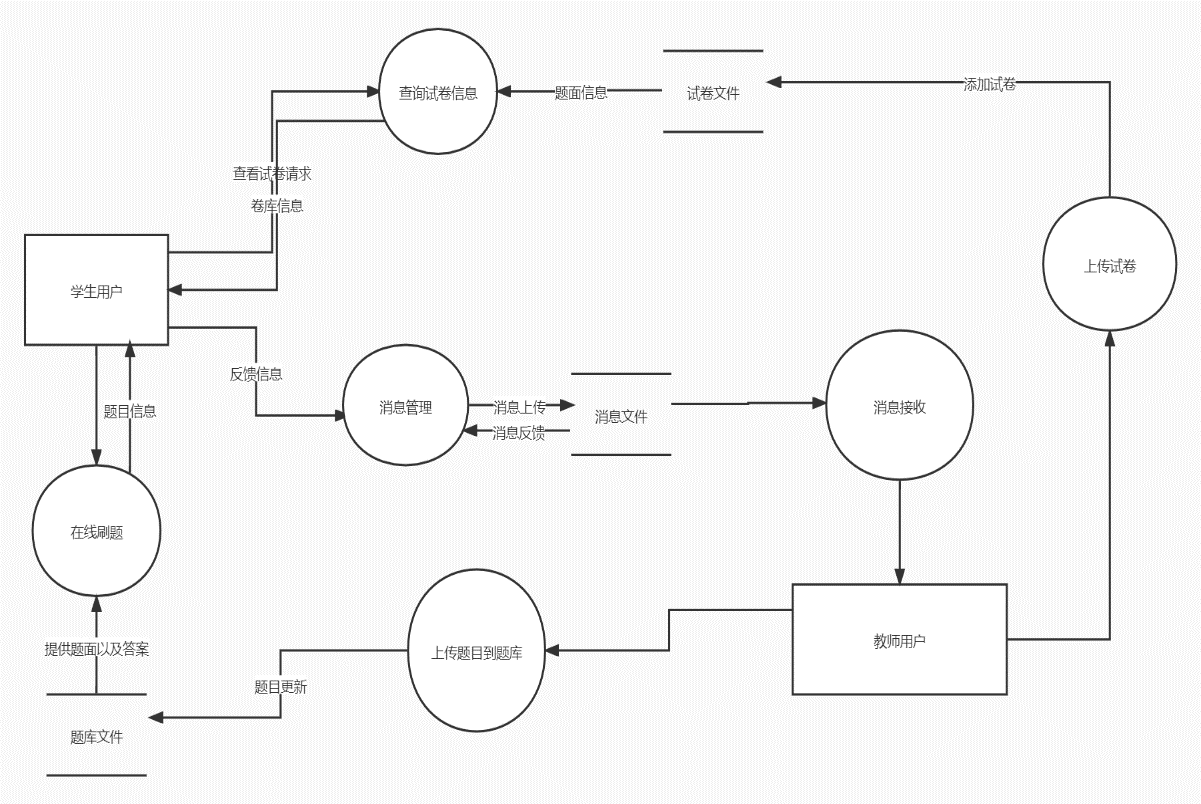 查询试卷信息
题面信息
试卷文件
添加试卷
查看试卷请求
卷库信息
学生用户
上传试卷
反馈信息
题目信息
消息管理
消息上传
消息反馈
消息文件
消息接收
在线刷题
提供题面以及答案
上传题目到题库
教师用户
题目更新
题库文件